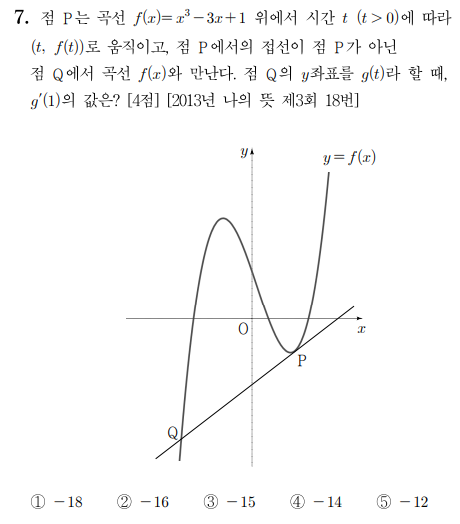 7. 점 P는 곡선 f(x)=x³-3x+1 위에서 시간 t (t>0)에 따라
(t, f(t))로 움직이고, 점 P에서의 접선이 점 P가 아닌
점 Q에서 곡선 f(x)와 만난다. 점 Q의 y좌표를 g(t)라 할 때,
g′(1)의 값은? [4점] [2013년 나의 뜻 제3회 18번]
y
y=f(x)
O
x
P
Q
① -18 ② -16 ③ -15 ④ -14 ⑤ -12